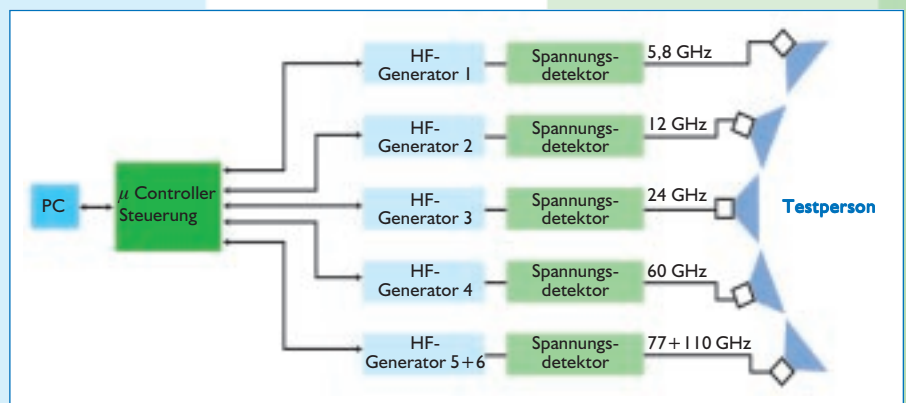 HF-
Generator 1
Spannungs-
detektor
5,8 GHz
HF-
Generator 2
Spannungs-
detektor
12 GHz
PC
μ Controller
Steuerung
HF-
Generator 3
Spannungs-
detektor
24 GHz
Testperson
HF-
Generator 4
Spannungs-
detektor
60 GHz
HF-
Generator 5+6
Spannungs-
detektor
77+110 GHz